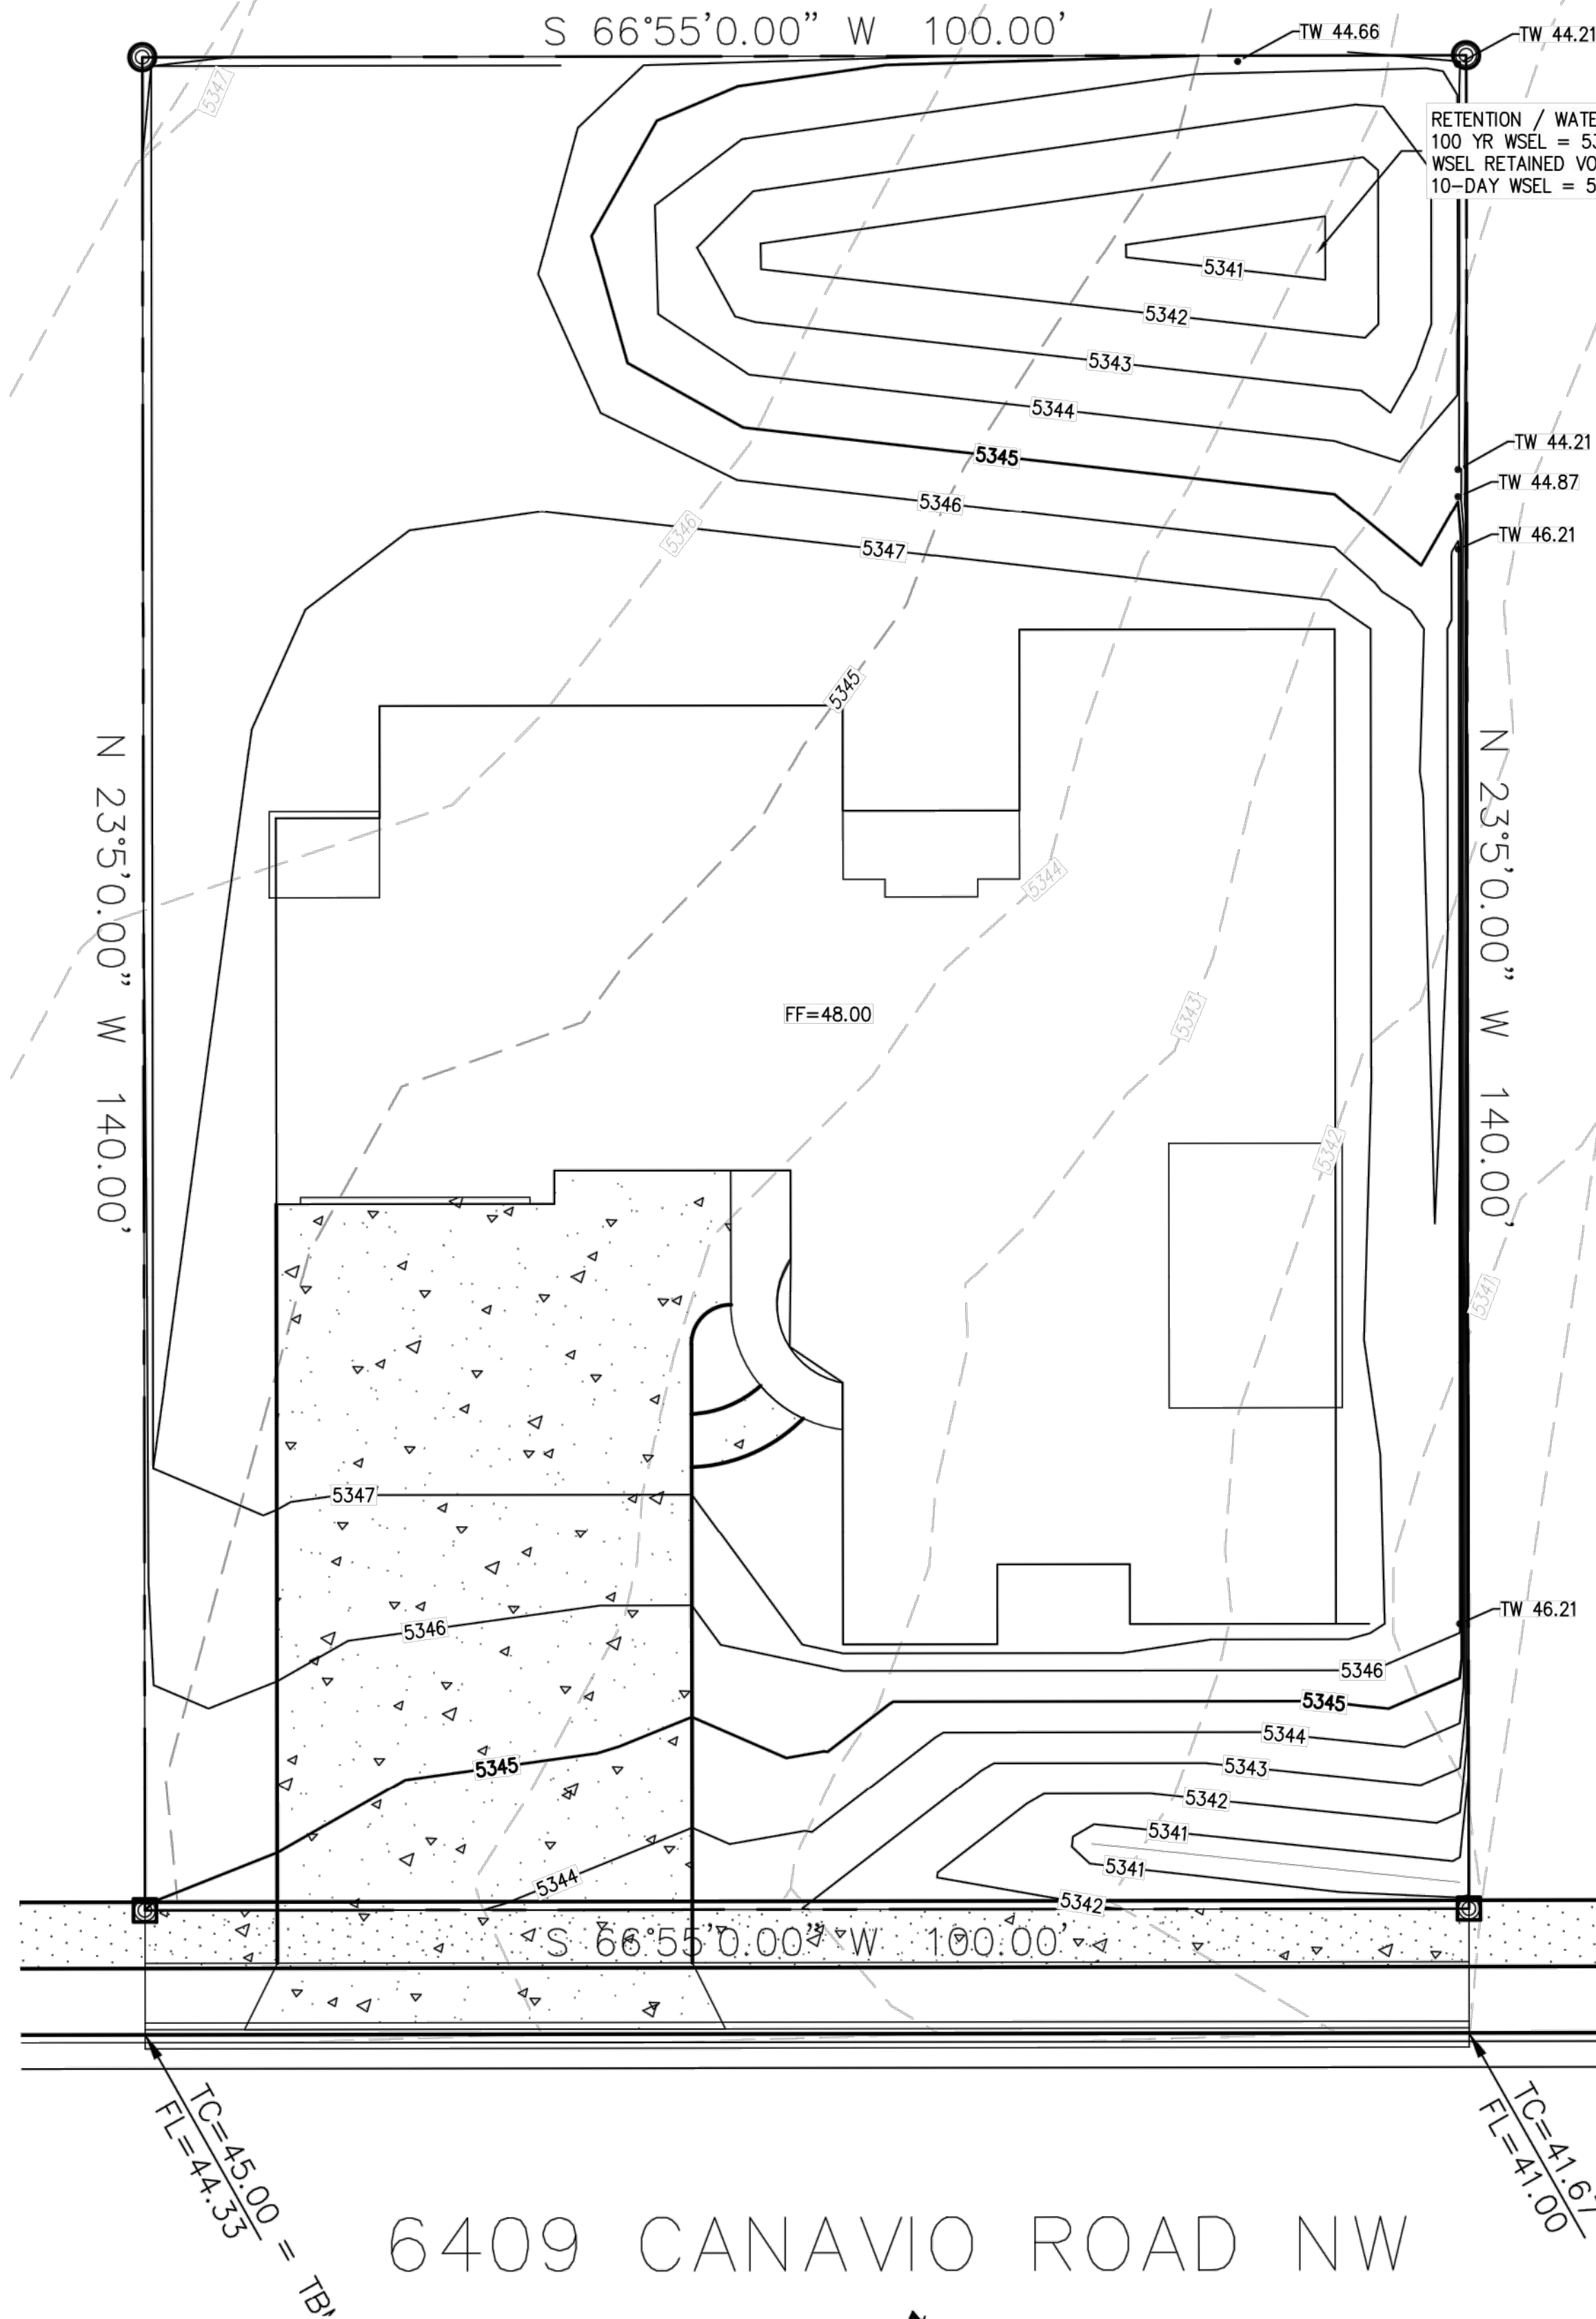 S 66°55'0.00" W 100.00'
TW 44.66
TW 44.21
5347
RETENTION / WATE
100 YR WSEL = 53
WSEL RETAINED VO
10-DAY WSEL = 5
5341
5342
5343
5344
5345
5346
5347
TW 44.21
TW 44.87
TW 46.21
5346
5345
5344
5343
5342
5341
N 23°5'0.00" W 140.00'
N 23°5'0.00" W 140.00'
FF=48.00
5347
5346
5345
5344
TW 46.21
5346
5345
5344
5343
5342
5341
5341
5342
S 66°55'0.00" W 100.00'
TC=45.00 = TBM
FL=44.33
TC=41.67
FL=41.00
6409 CANAVIO ROAD NW